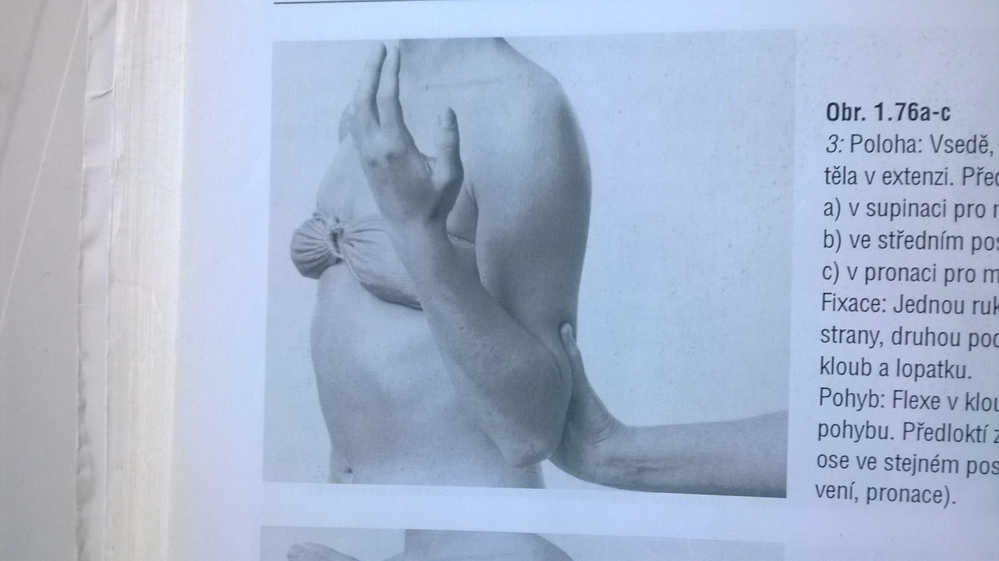 Obr. 1.76a-c
3: Poloha: Vsedě,
těla v extenzi.
a) v supinaci pro
b) ve středním
c) v pronaci pro
Fixace: Jednou
strany, druhou
kloub a lopatku.
Pohyb: Flexe v
pohybu. Předloktí
ose ve stejném
vení, pronace).